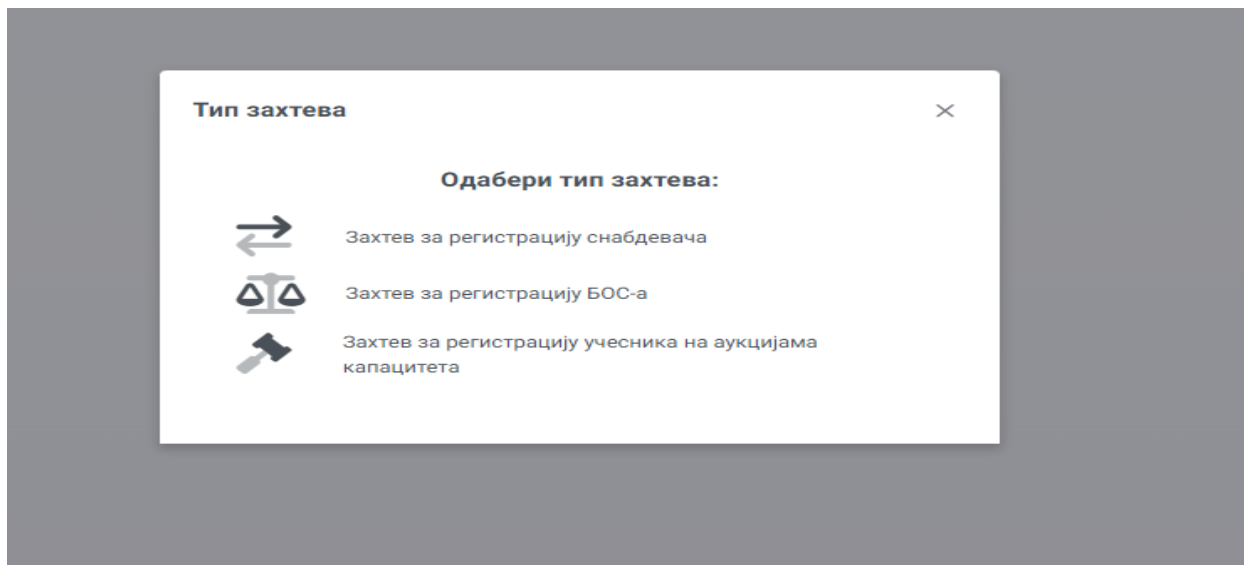 Тип захтева
Одабери тип захтева:
Захтев за регистрацију снабдевача
Захтев за регистрацију БОС-а
Захтев за регистрацију учесника на аукцијама
капацитета